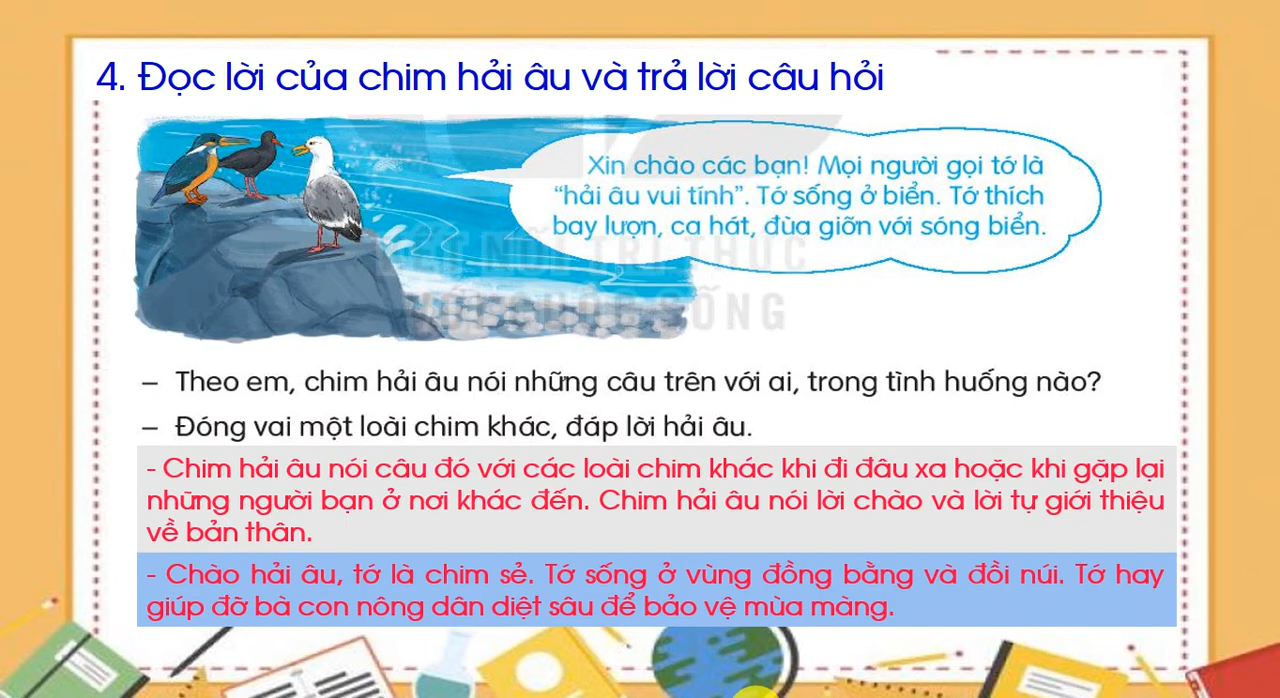 4. Đọc lời của chim hải âu và trả lời câu hỏi
Xin chào các bạn! Mọi người gọi tớ là
“hải âu vui tính”. Tớ sống ở biển. Tớ thích
bay lượn, ca hát, đùa giỡn với sóng biển.
KẾT NỐI TRI THỨC
VỚI CUỘC SỐNG
– Theo em, chim hải âu nói những câu trên với ai, trong tình huống nào?
– Đóng vai một loài chim khác, đáp lời hải âu.
- Chim hải âu nói câu đó với các loài chim khác khi đi đâu xa hoặc khi gặp lại
những người bạn ở nơi khác đến. Chim hải âu nói lời chào và lời tự giới thiệu
về bản thân.
- Chào hải âu, tớ là chim sẻ. Tớ sống ở vùng đồng bằng và đồi núi. Tớ hay
giúp đỡ bà con nông dân diệt sâu để bảo vệ mùa màng.